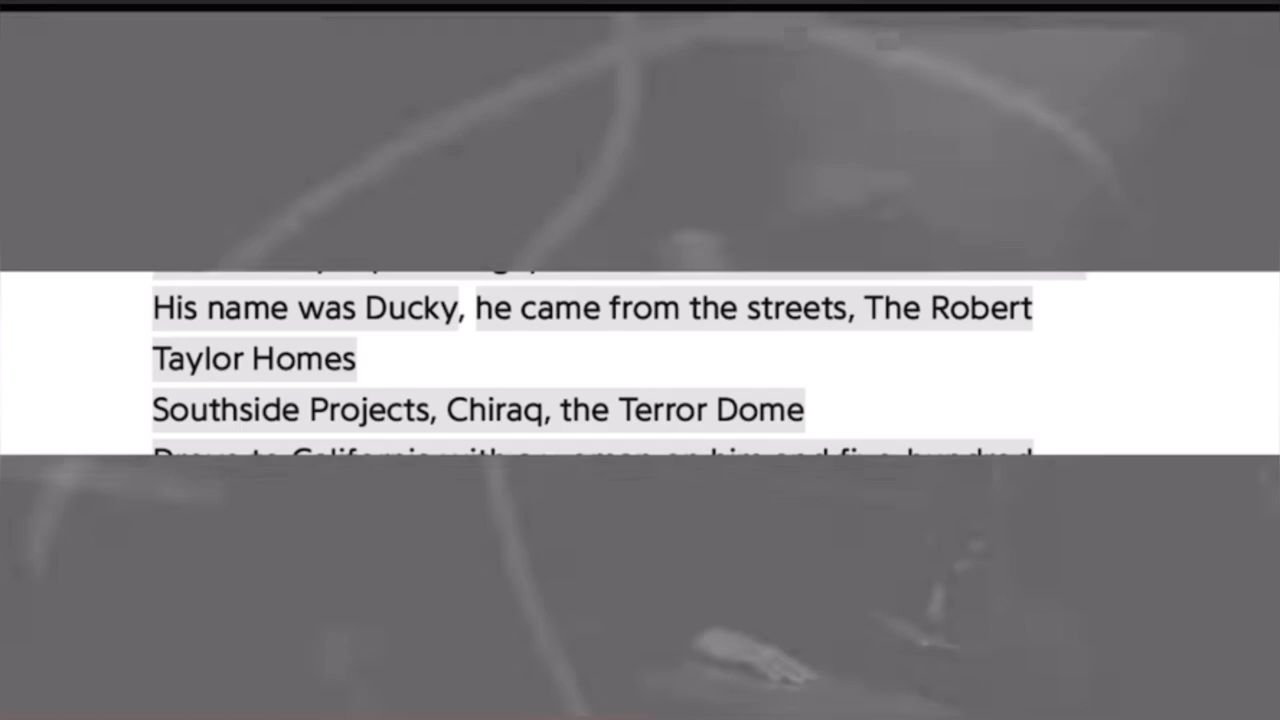 His name was Ducky, he came from the streets, The Robert
Taylor Homes
Southside Projects, Chiraq, the Terror Dome